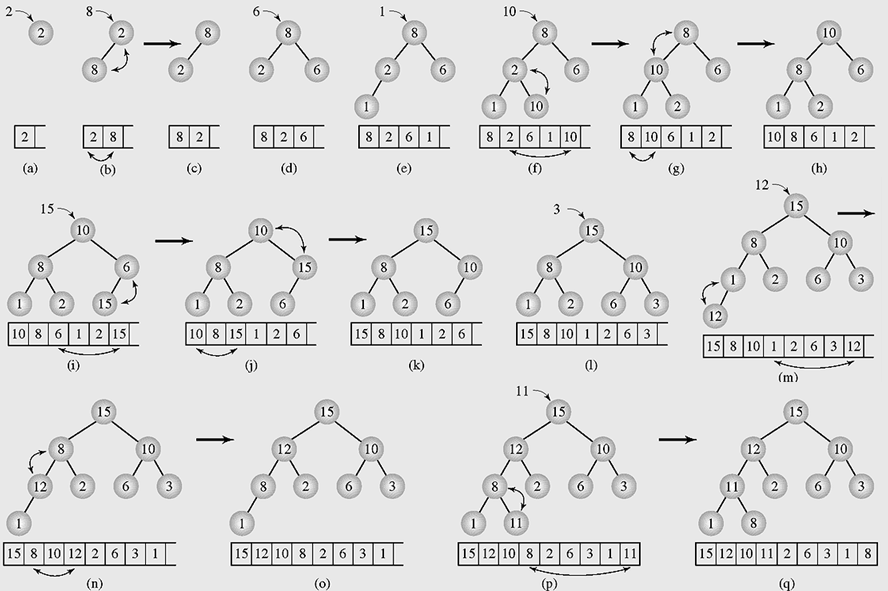 2 8 6 1 10
2 2 8 8 8 8 8 10
8 2 2 6 2 6 2 6 10 6 8 6
1 1 10 1 2 1 2
2 2 8 8 2 8 2 6 8 2 6 1 8 2 6 1 10 8 10 6 1 2 10 8 6 1 2
(a) (b) (c) (d) (e) (f) (g) (h)
15 3 12
10 10 15 15 15
8 6 8 15 8 10 8 10 8 10
1 2 15 1 2 6 1 2 6 1 2 6 3 1 2 6 3
12
10 8 6 1 2 15 10 8 15 1 2 6 15 8 10 1 2 6 15 8 10 1 2 6 3 15 8 10 1 2 6 3 12
(i) (j) (k) (l) (m)
11
15 15 15 15
8 10 12 10 12 10 12 10
12 2 6 3 8 2 6 3 8 2 6 3 11 2 6 3
1 1 1 11 1 8
15 8 10 12 2 6 3 1 15 12 10 8 2 6 3 1 15 12 10 8 2 6 3 1 11 15 12 10 11 2 6 3 1 8
(n) (o) (p) (q)